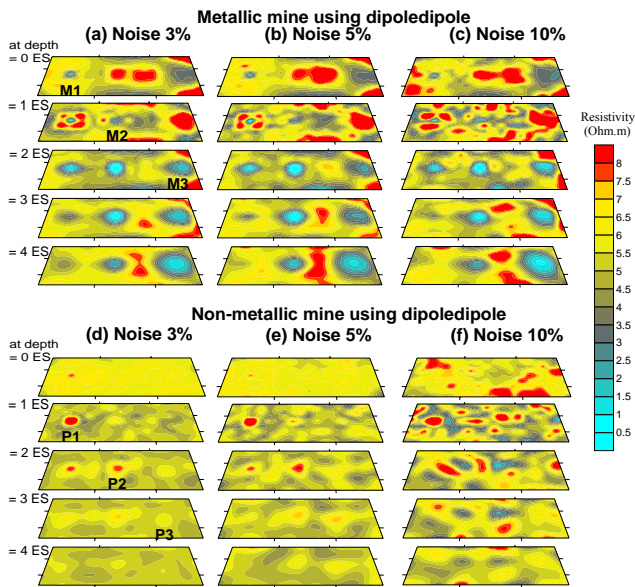 Metallic mine using dipoledipole
(a) Noise 3% (b) Noise 5% (c) Noise 10%
at depth
= 0 ES
M1
= 1 ES
M2
= 2 ES
M3
= 3 ES
= 4 ES
Resistivity
(Ohm.m)
8
7.5
7
6.5
6
5.5
5
4.5
4
3.5
3
2.5
2
1.5
1
0.5
Non-metallic mine using dipoledipole
(d) Noise 3% (e) Noise 5% (f) Noise 10%
at depth
= 0 ES
= 1 ES
P1
= 2 ES
P2
= 3 ES
P3
= 4 ES